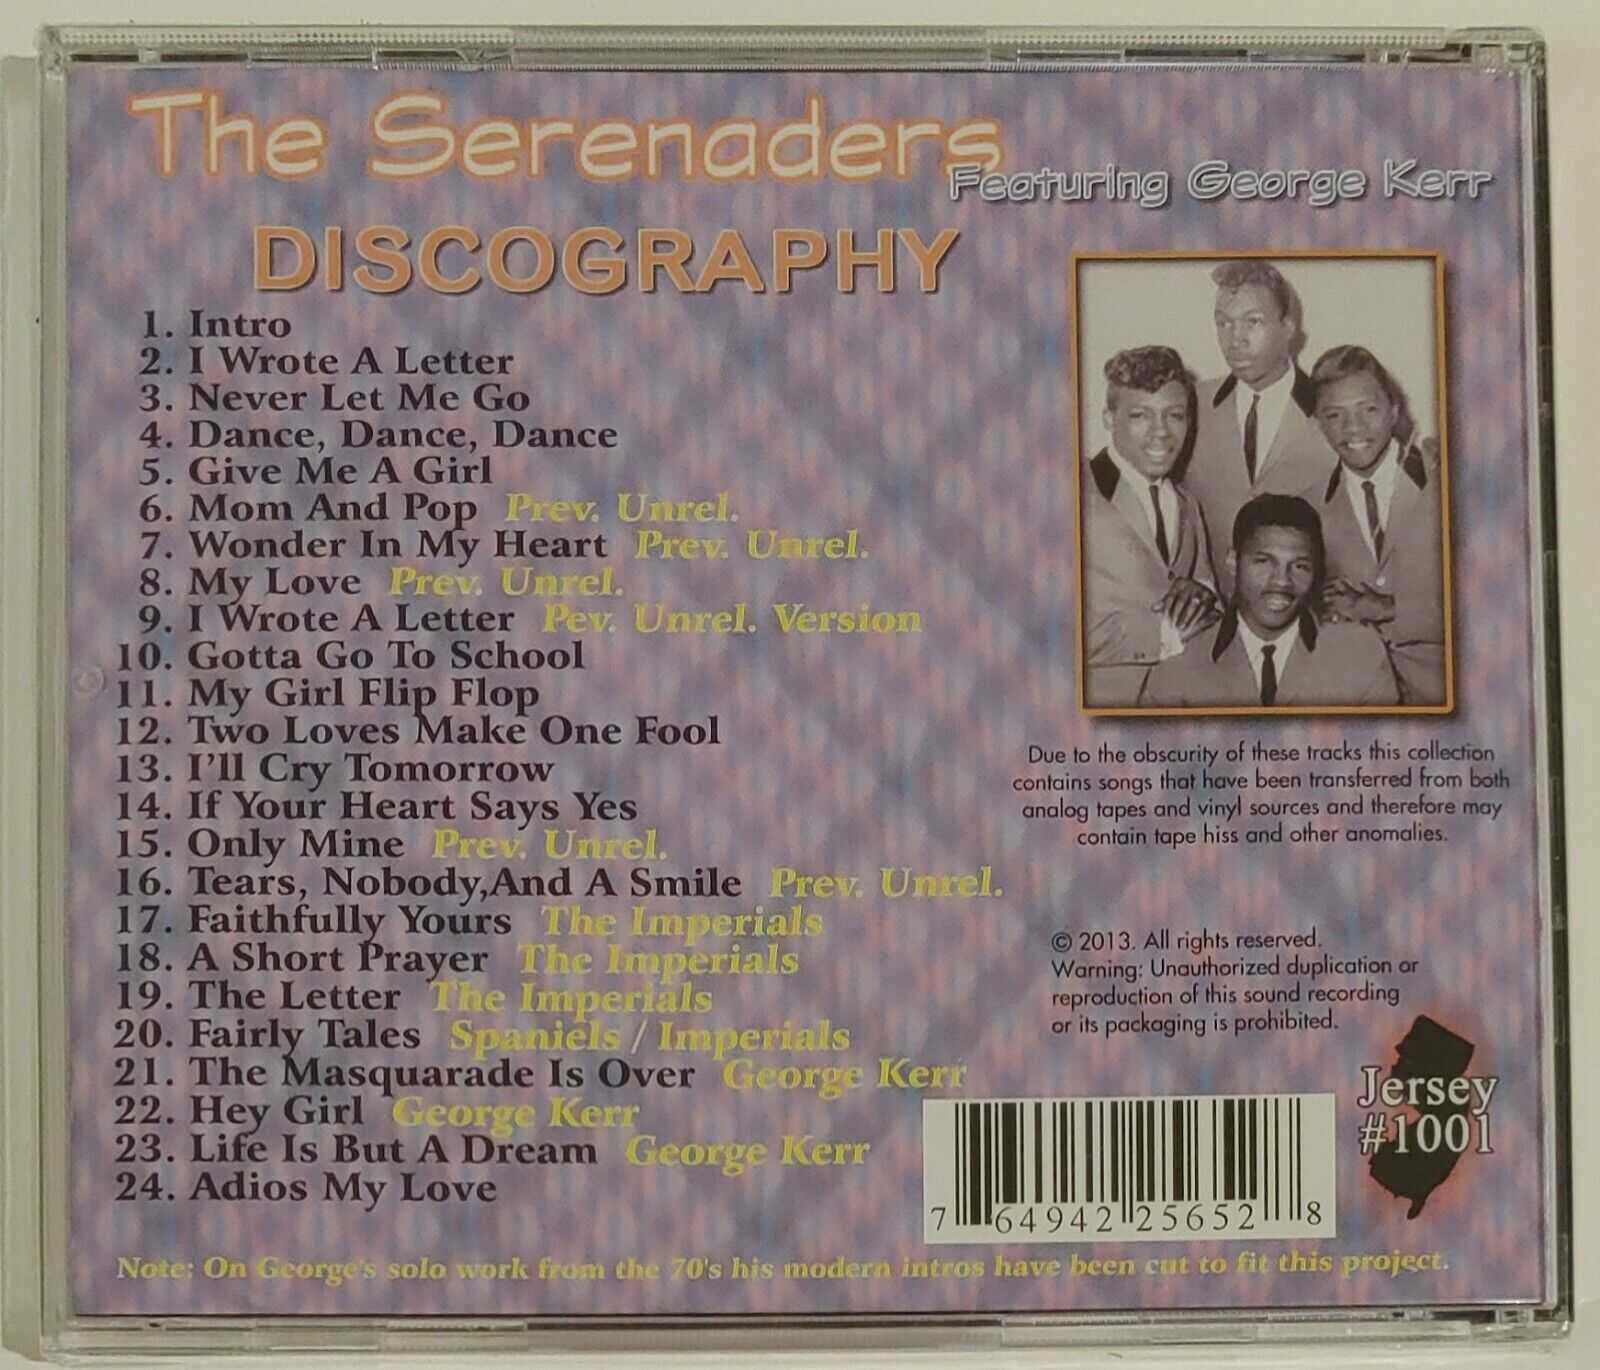 The Serenaders
Featuring George Kerr
DISCOGRAPHY
1. Intro
2. I Wrote A Letter
3. Never Let Me Go
4. Dance, Dance, Dance
5. Give Me A Girl
6. Mom And Pop Prev. Unrel.
7. Wonder In My Heart Prev. Unrel.
8. My Love Prev. Unrel.
9. I Wrote A Letter Pev. Unrel. Version
10. Gotta Go To School
11. My Girl Flip Flop
12. Two Loves Make One Fool
13. I'll Cry Tomorrow
14. If Your Heart Says Yes
15. Only Mine Prev. Unrel.
16. Tears, Nobody,And A Smile Prev. Unrel.
17. Faithfully Yours The Imperials
18. A Short Prayer The Imperials
19. The Letter The Imperials
20. Fairly Tales Spaniels / Imperials
21. The Masquarade Is Over George Kerr
22. Hey Girl George Kerr
23. Life Is But A Dream George Kerr
24. Adios My Love
Due to the obscurity of these tracks this collection
contains songs that have been transferred from both
analog tapes and vinyl sources and therefore may
contain tape hiss and other anomalies.
© 2013. All rights reserved.
Warning: Unauthorized duplication or
reproduction of this sound recording
or its packaging is prohibited.
Jersey
#1001
7 64942 25652 8
Note: On George's solo work from the 70's his modern intros have been cut to fit this project.